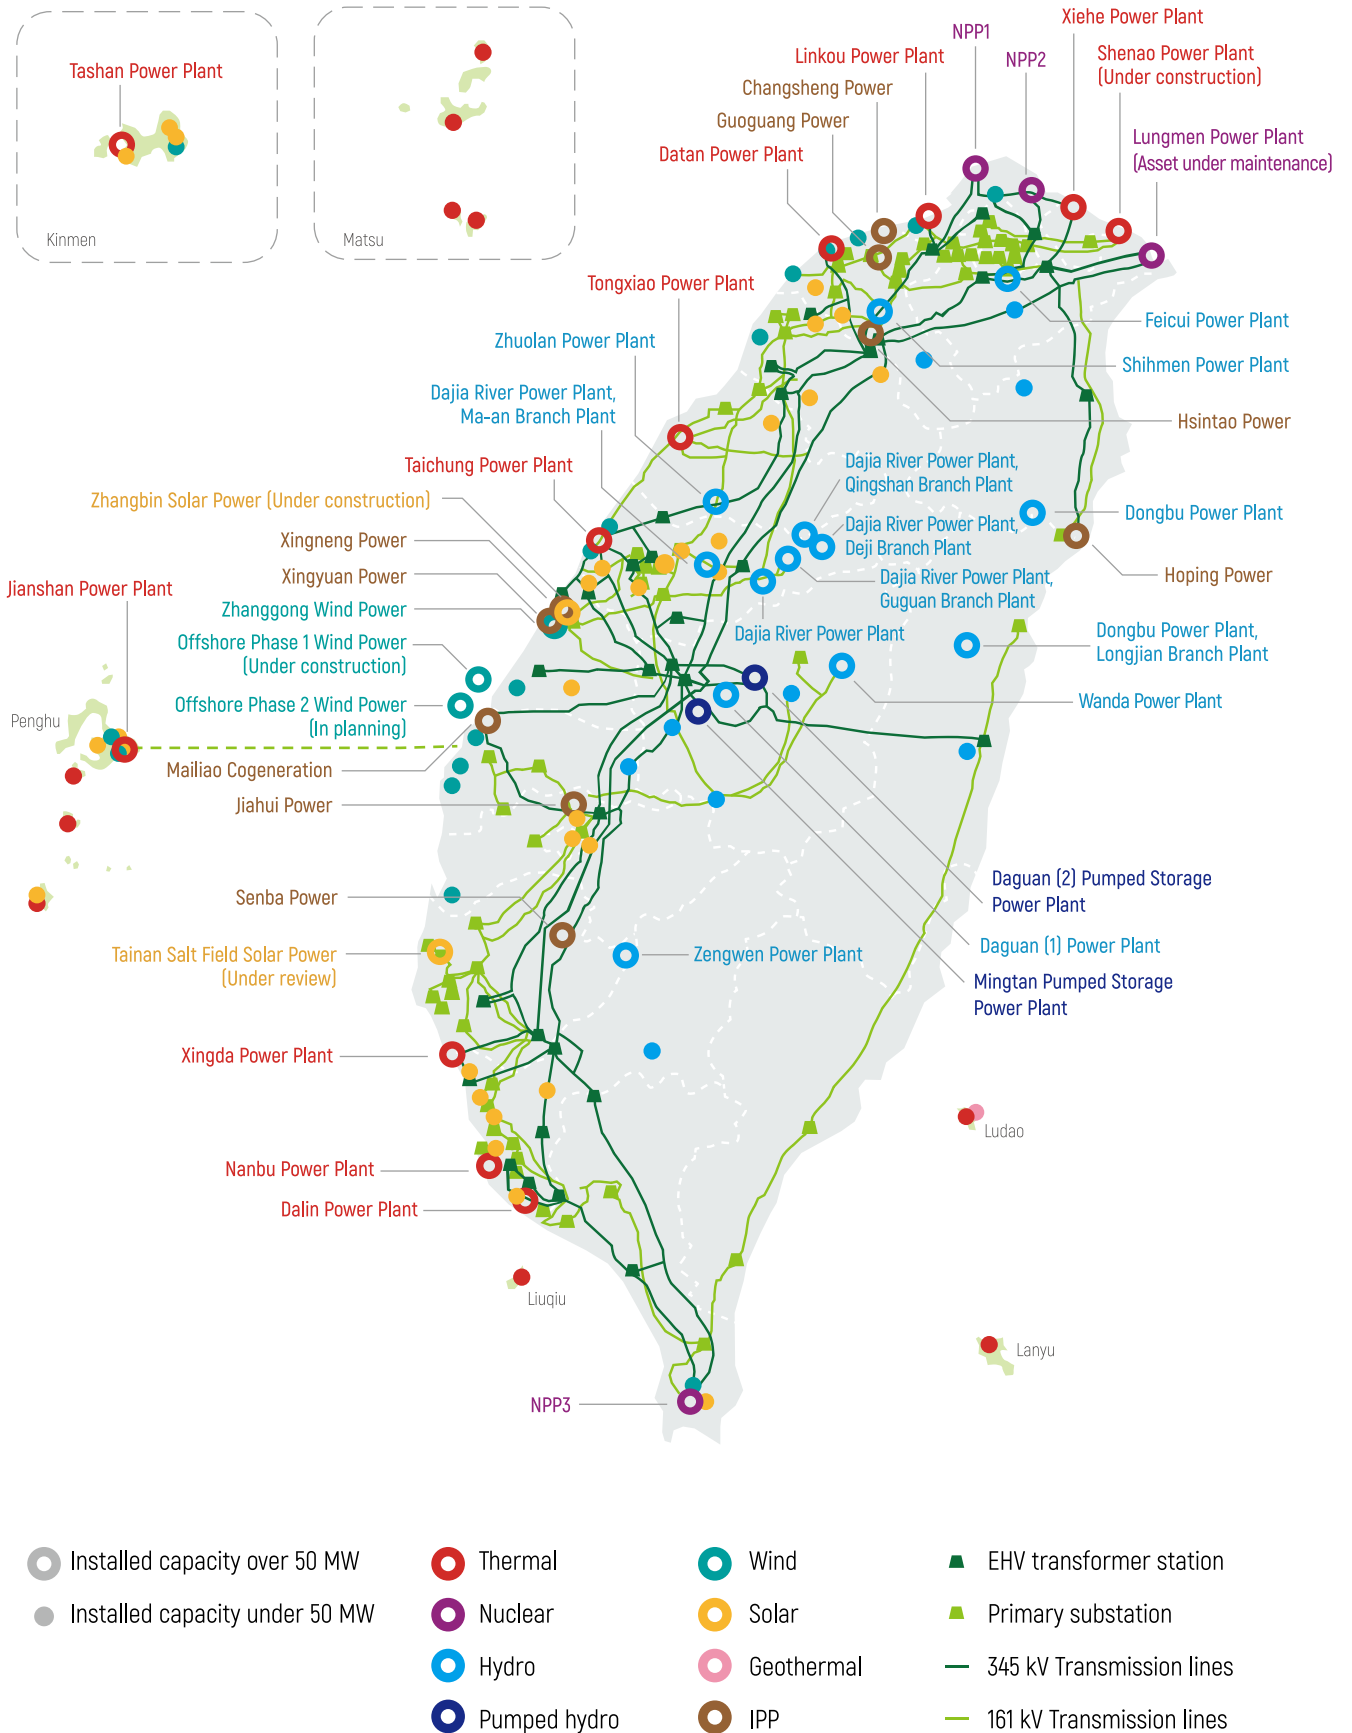 Xiehe Power Plant
NPP1
Linkou Power Plant
NPP2
Shenao Power Plant
(Under construction)
Tashan Power Plant
Changsheng Power
Guoguang Power
Lungmen Power Plant
(Asset under maintenance)
Datan Power Plant
Kinmen
Matsu
Tongxiao Power Plant
Feicui Power Plant
Zhuolan Power Plant
Shihmen Power Plant
Dajia River Power Plant,
Ma-an Branch Plant
Hsintao Power
Taichung Power Plant
Dajia River Power Plant,
Qingshan Branch Plant
Zhangbin Solar Power (Under construction)
Dongbu Power Plant
Dajia River Power Plant,
Deji Branch Plant
Xingneng Power
Xingyuan Power
Hoping Power
Dajia River Power Plant,
Guguan Branch Plant
Jianshan Power Plant
Zhanggong Wind Power
Dajia River Power Plant
Dongbu Power Plant,
Longjian Branch Plant
Offshore Phase 1 Wind Power
(Under construction)
Wanda Power Plant
Offshore Phase 2 Wind Power
(In planning)
Penghu
Mailiao Cogeneration
Jiahui Power
Daguan (2) Pumped Storage
Power Plant
Senba Power
Daguan (1) Power Plant
Tainan Salt Field Solar Power
(Under review)
Zengwen Power Plant
Mingtan Pumped Storage
Power Plant
Xingda Power Plant
Ludao
Nanbu Power Plant
Dalin Power Plant
Liuqiu
Lanyu
NPP3
Installed capacity over 50 MW
Installed capacity under 50 MW
Thermal
Nuclear
Hydro
Pumped hydro
Wind
Solar
Geothermal
IPP
EHV transformer station
Primary substation
345 kV Transmission lines
161 kV Transmission lines